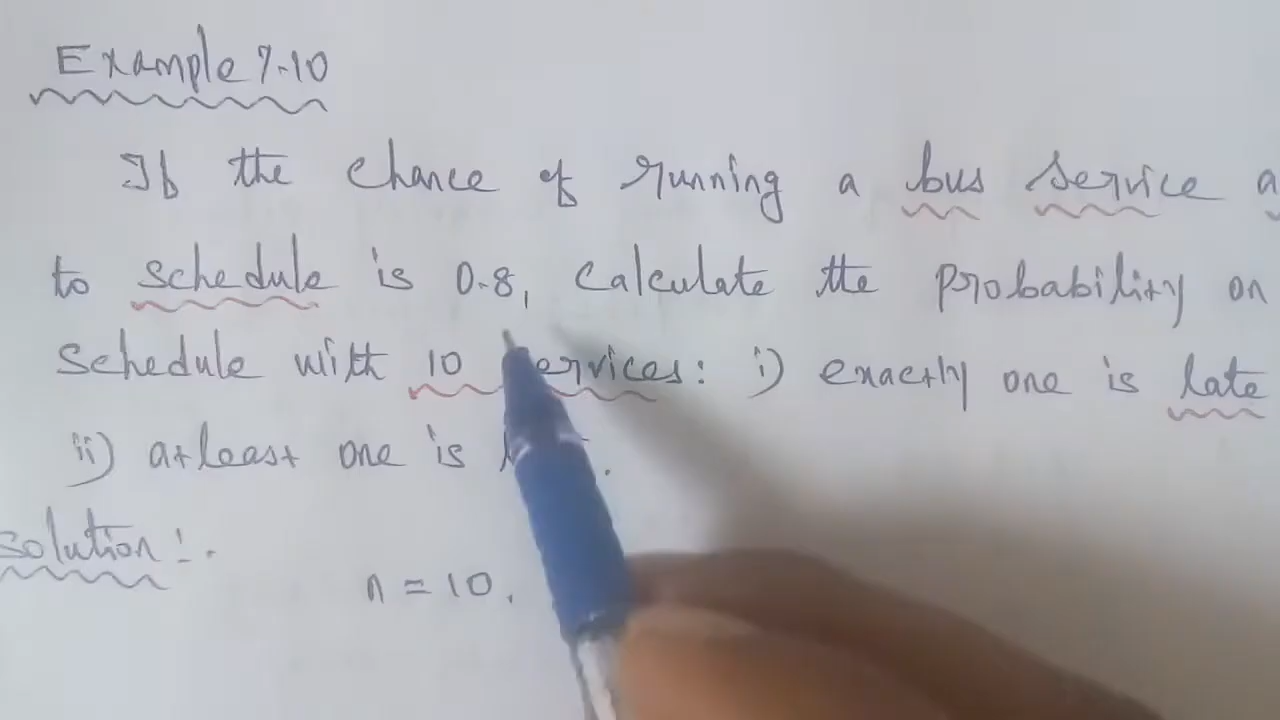 Example 7.10
If the chance of running a bus service
to schedule is 0.8, calculate the probability on
schedule with 10 services: i) exactly one is late
ii) atleast one is
Solution:.
n = 10.